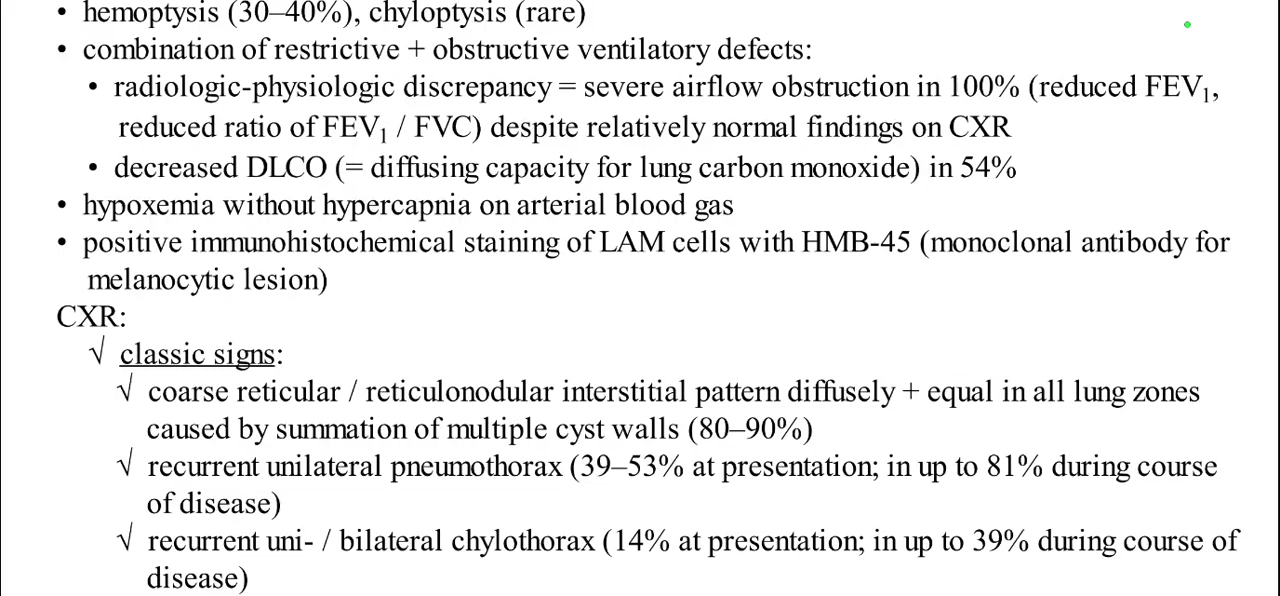 • hemoptysis (30–40%), chyloptysis (rare)
• combination of restrictive + obstructive ventilatory defects:
• radiologic-physiologic discrepancy = severe airflow obstruction in 100% (reduced FEV₁,
reduced ratio of FEV₁ / FVC) despite relatively normal findings on CXR
• decreased DLCO (= diffusing capacity for lung carbon monoxide) in 54%
• hypoxemia without hypercapnia on arterial blood gas
• positive immunohistochemical staining of LAM cells with HMB-45 (monoclonal antibody for
melanocytic lesion)
CXR:
√ classic signs:
√ coarse reticular / reticulonodular interstitial pattern diffusely + equal in all lung zones
caused by summation of multiple cyst walls (80–90%)
√ recurrent unilateral pneumothorax (39–53% at presentation; in up to 81% during course
of disease)
√ recurrent uni- / bilateral chylothorax (14% at presentation; in up to 39% during course of
disease)